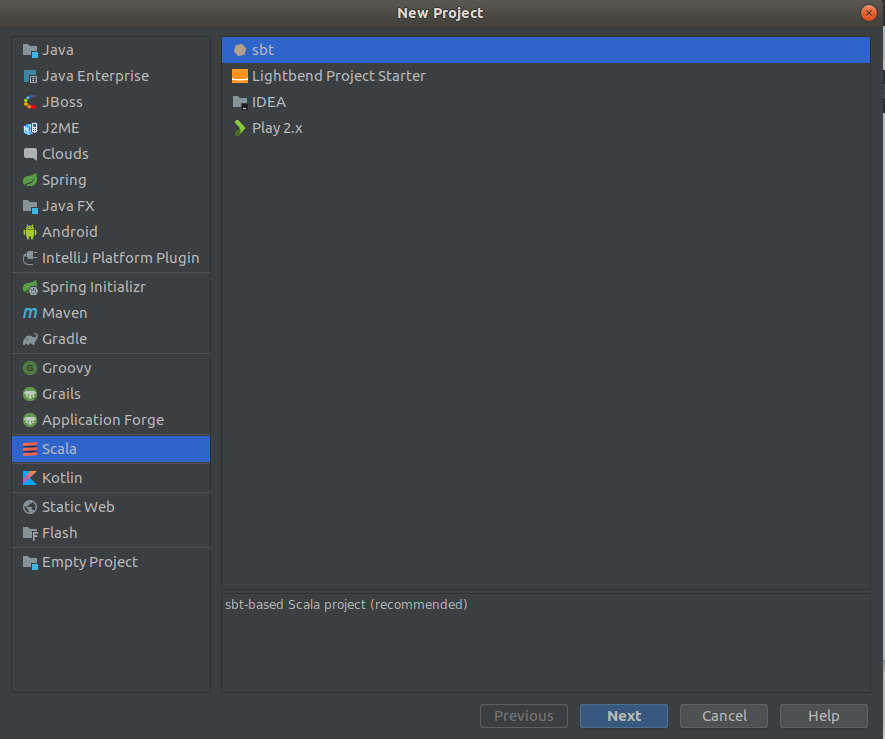 New Project
Java
Java Enterprise
JBoss
J2ME
Clouds
Spring
Java FX
Android
IntelliJ Platform Plugin
Spring Initializr
Maven
Gradle
Groovy
Grails
Application Forge
Scala
Kotlin
Static Web
Flash
Empty Project
sbt
Lightbend Project Starter
IDEA
Play 2.x
sbt-based Scala project (recommended)
Previous
Next
Cancel
Help